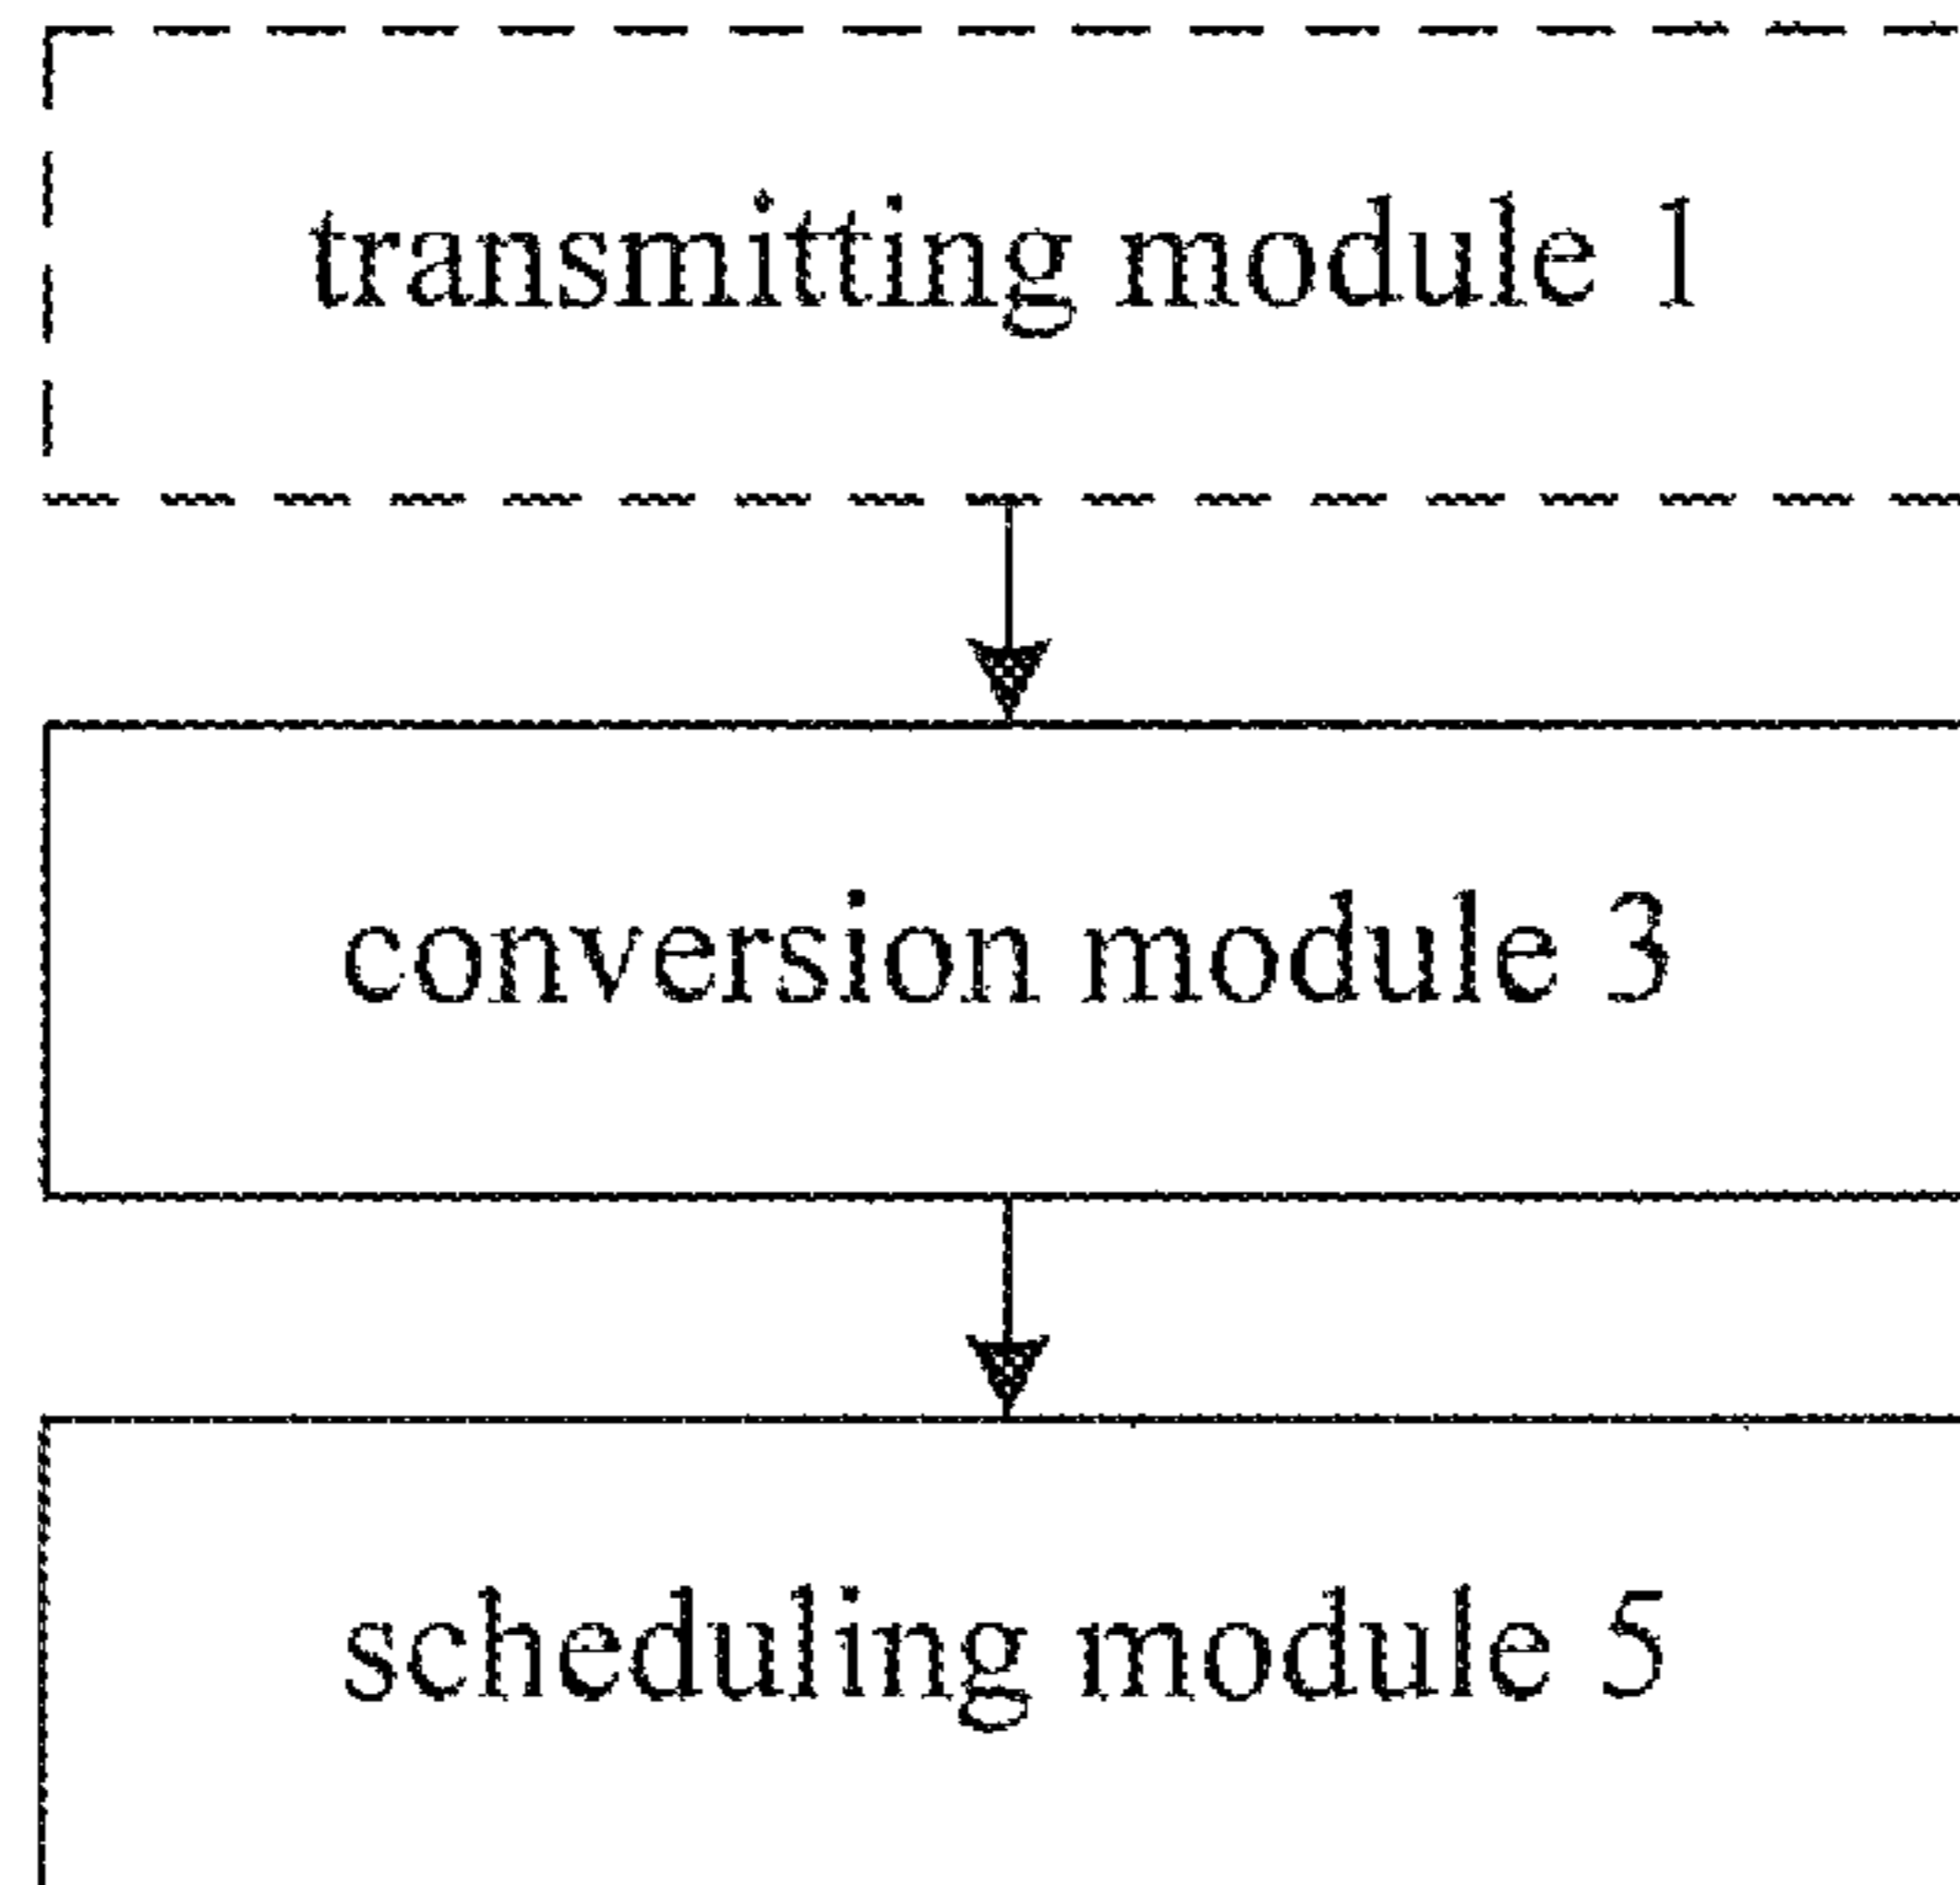 transmitting module 1
conversion module 3
scheduling module 5